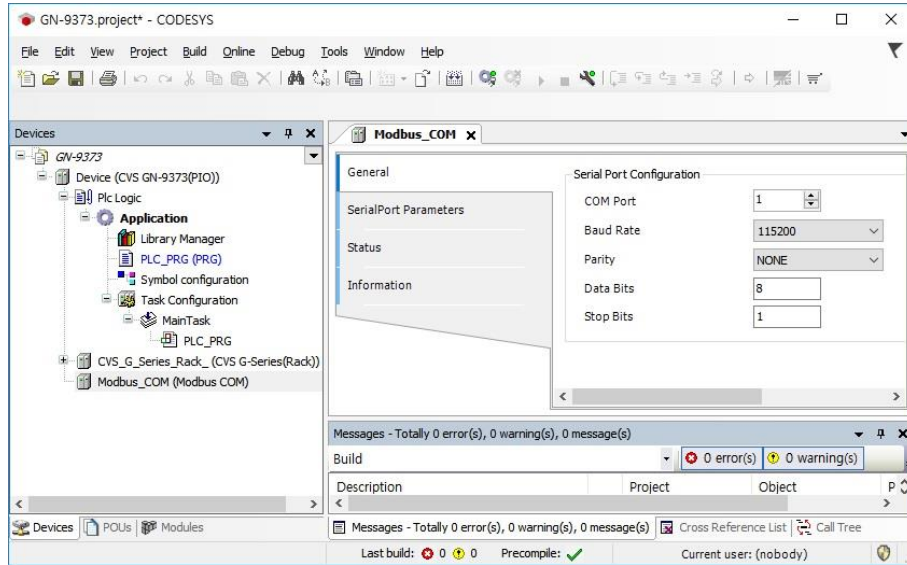 GN-9373.project* - CODESYS
File Edit View Project Build Online Debug Tools Window Help
Devices
GN-9373
Device (CVS GN-9373(PIO))
Plc Logic
Application
Library Manager
PLC_PRG (PRG)
Symbol configuration
Task Configuration
MainTask
PLC_PRG
CVS_G_Series_Rack_ (CVS G-Series(Rack))
Modbus_COM (Modbus COM)
Devices POUs Modules
Modbus_COM
General
SerialPort Parameters
Status
Information
Serial Port Configuration
COM Port 1
Baud Rate 115200
Parity NONE
Data Bits 8
Stop Bits 1
Messages - Totally 0 error(s), 0 warning(s), 0 message(s)
Build 0 error(s) 0 warning(s)
Description Project Object P
Messages - Totally 0 error(s), 0 warning(s), 0 message(s) Cross Reference List Call Tree
Last build: 0 0 Precompile: Current user: (nobody)